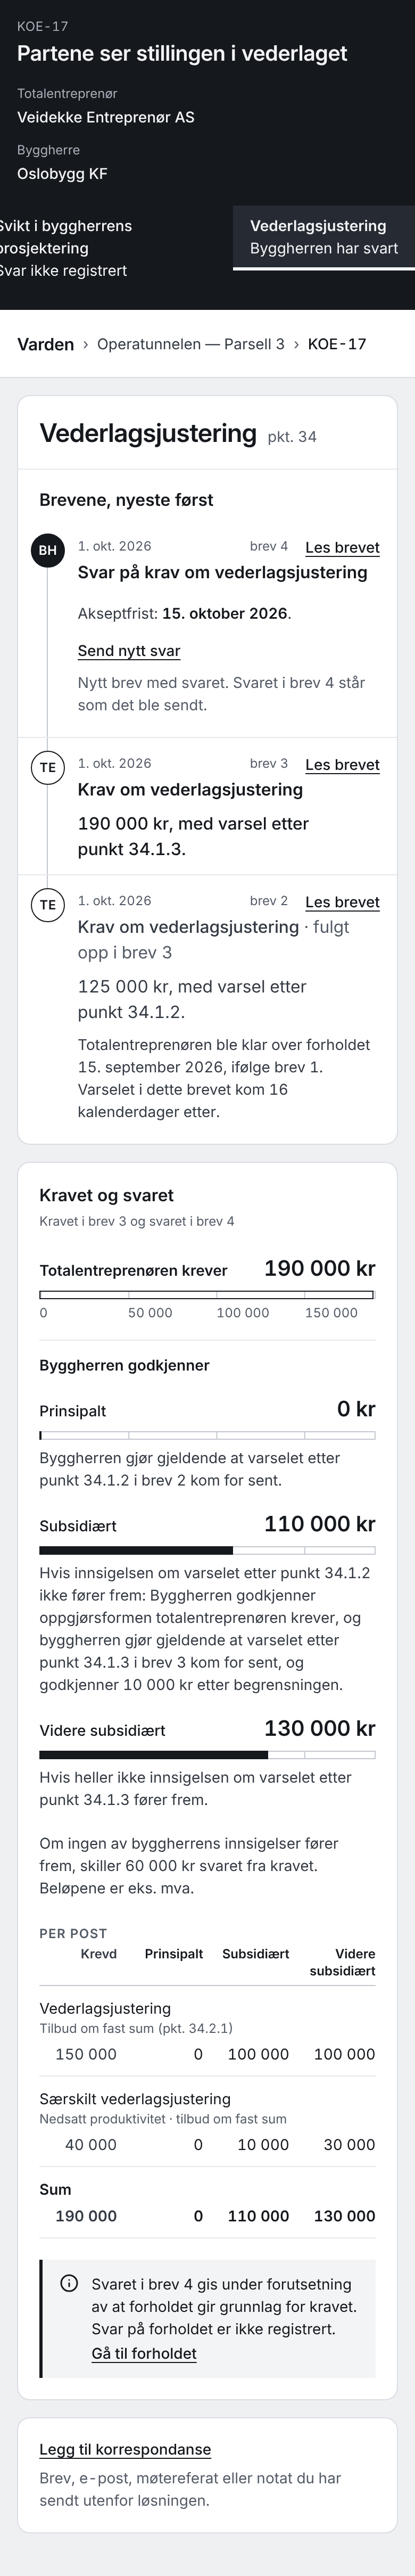 KOE-17
Partene ser stillingen i vederlaget
Totalentreprenør
Veidekke Entreprenør AS
Byggherre
Oslobygg KF
Svikt i byggherrens
prosjektering
Svar ikke registrert
Vederlagsjustering
Byggherren har svart
Varden › Operatunnelen — Parsell 3 › KOE-17
Vederlagsjustering pkt. 34
Brevene, nyeste først
BH
1. okt. 2026 brev 4 Les brevet
Svar på krav om vederlagsjustering
Akseptfrist: 15. oktober 2026.
Send nytt svar
Nytt brev med svaret. Svaret i brev 4 står
som det ble sendt.
TE
1. okt. 2026 brev 3 Les brevet
Krav om vederlagsjustering
190 000 kr, med varsel etter
punkt 34.1.3.
TE
1. okt. 2026 brev 2 Les brevet
Krav om vederlagsjustering · fulgt
opp i brev 3
125 000 kr, med varsel etter
punkt 34.1.2.
Totalentreprenøren ble klar over forholdet
15. september 2026, ifølge brev 1.
Varselet i dette brevet kom 16
kalenderdager etter.
Kravet og svaret
Kravet i brev 3 og svaret i brev 4
Totalentreprenøren krever 190 000 kr
0 50 000 100 000 150 000
Byggherren godkjenner
Prinsipalt 0 kr
Byggherren gjør gjeldende at varselet etter
punkt 34.1.2 i brev 2 kom for sent.
Subsidiært 110 000 kr
Hvis innsigelsen om varselet etter punkt 34.1.2
ikke fører frem: Byggherren godkjenner
oppgjørsformen totalentreprenøren krever, og
byggherren gjør gjeldende at varselet etter
punkt 34.1.3 i brev 3 kom for sent, og
godkjenner 10 000 kr etter begrensningen.
Videre subsidiært 130 000 kr
Hvis heller ikke innsigelsen om varselet etter
punkt 34.1.3 fører frem.
Om ingen av byggherrens innsigelser fører
frem, skiller 60 000 kr svaret fra kravet.
Beløpene er eks. mva.
PER POST
Krevd Prinsipalt Subsidiært Videre
subsidiært
Vederlagsjustering
Tilbud om fast sum (pkt. 34.2.1)
150 000 0 100 000 100 000
Særskilt vederlagsjustering
Nedsatt produktivitet · tilbud om fast sum
40 000 0 10 000 30 000
Sum
190 000 0 110 000 130 000
Svaret i brev 4 gis under forutsetning
av at forholdet gir grunnlag for kravet.
Svar på forholdet er ikke registrert.
Gå til forholdet
Legg til korrespondanse
Brev, e-post, møtereferat eller notat du har
sendt utenfor løsningen.